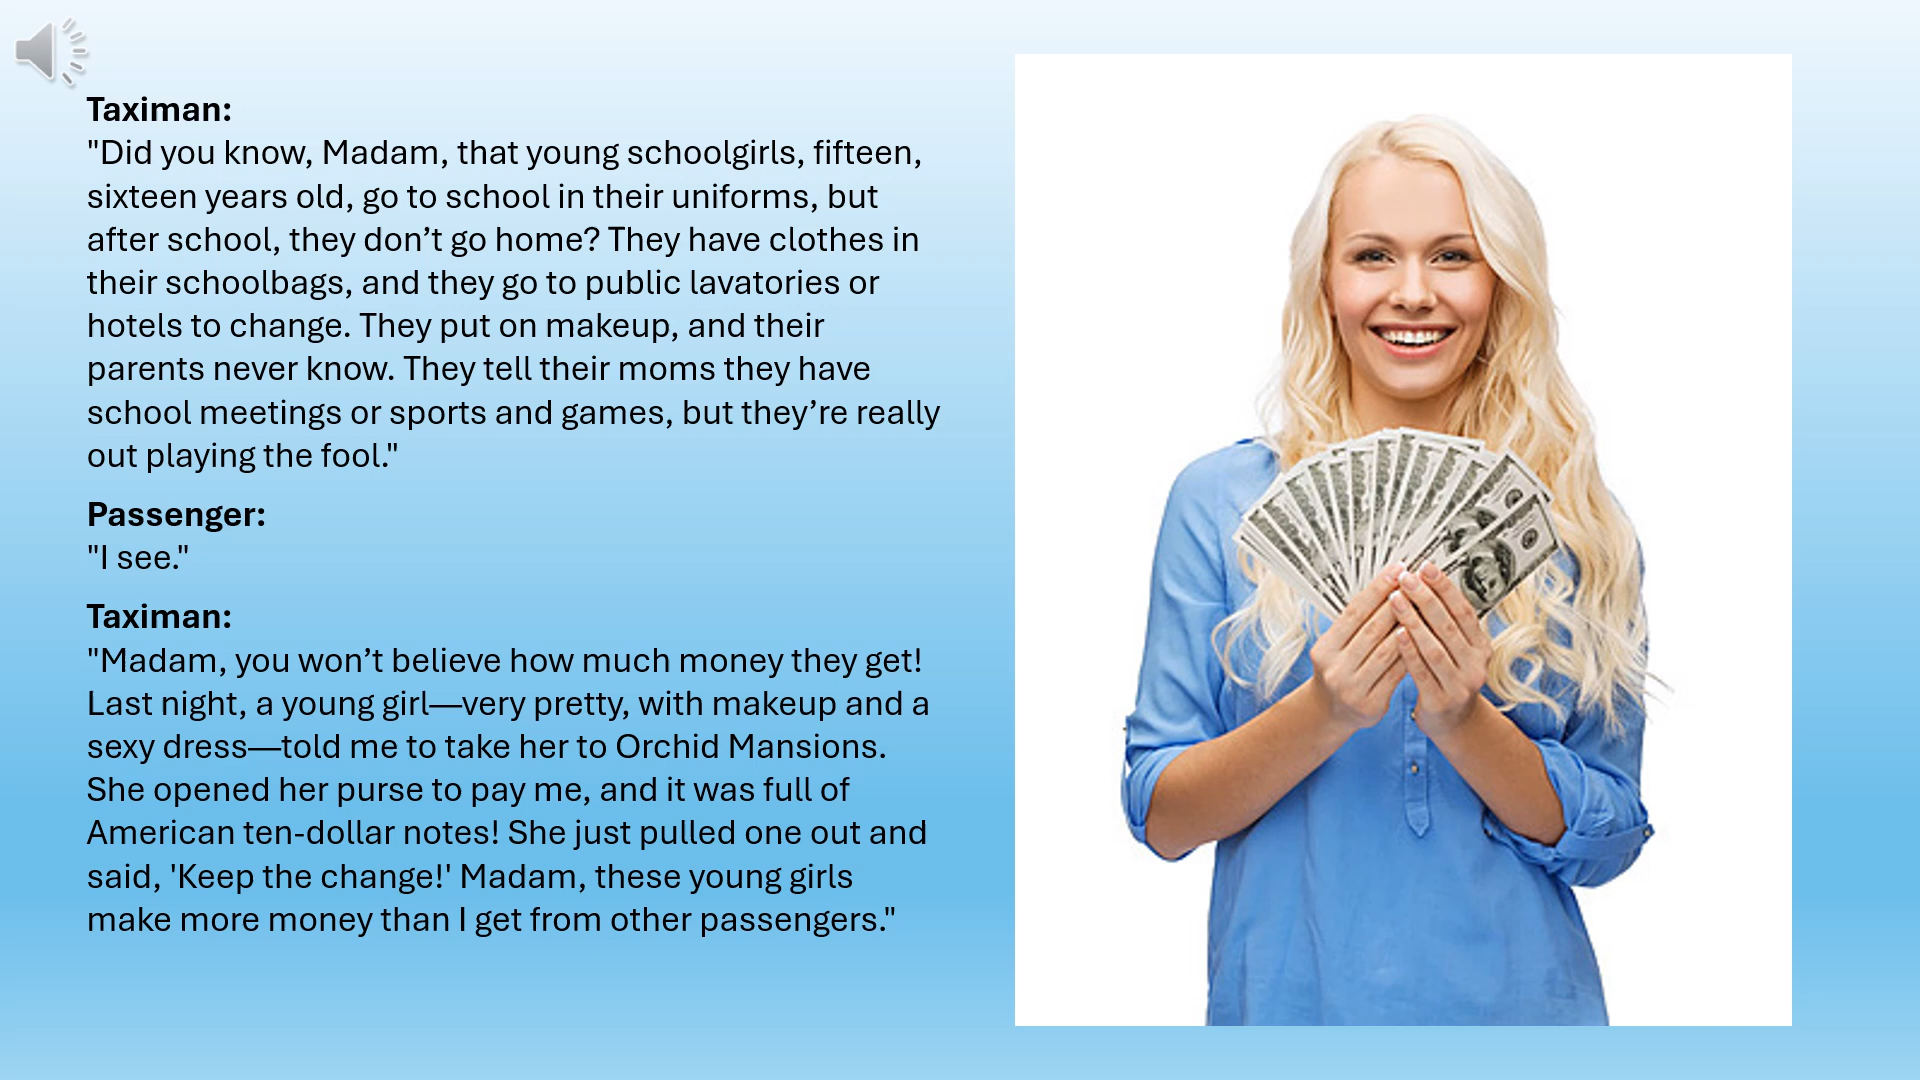 Taximan:
"Did you know, Madam, that young schoolgirls, fifteen,
sixteen years old, go to school in their uniforms, but
after school, they don’t go home? They have clothes in
their schoolbags, and they go to public lavatories or
hotels to change. They put on makeup, and their
parents never know. They tell their moms they have
school meetings or sports and games, but they’re really
out playing the fool."
Passenger:
"I see."
Taximan:
"Madam, you won’t believe how much money they get!
Last night, a young girl—very pretty, with makeup and a
sexy dress—told me to take her to Orchid Mansions.
She opened her purse to pay me, and it was full of
American ten-dollar notes! She just pulled one out and
said, 'Keep the change!' Madam, these young girls
make more money than I get from other passengers."